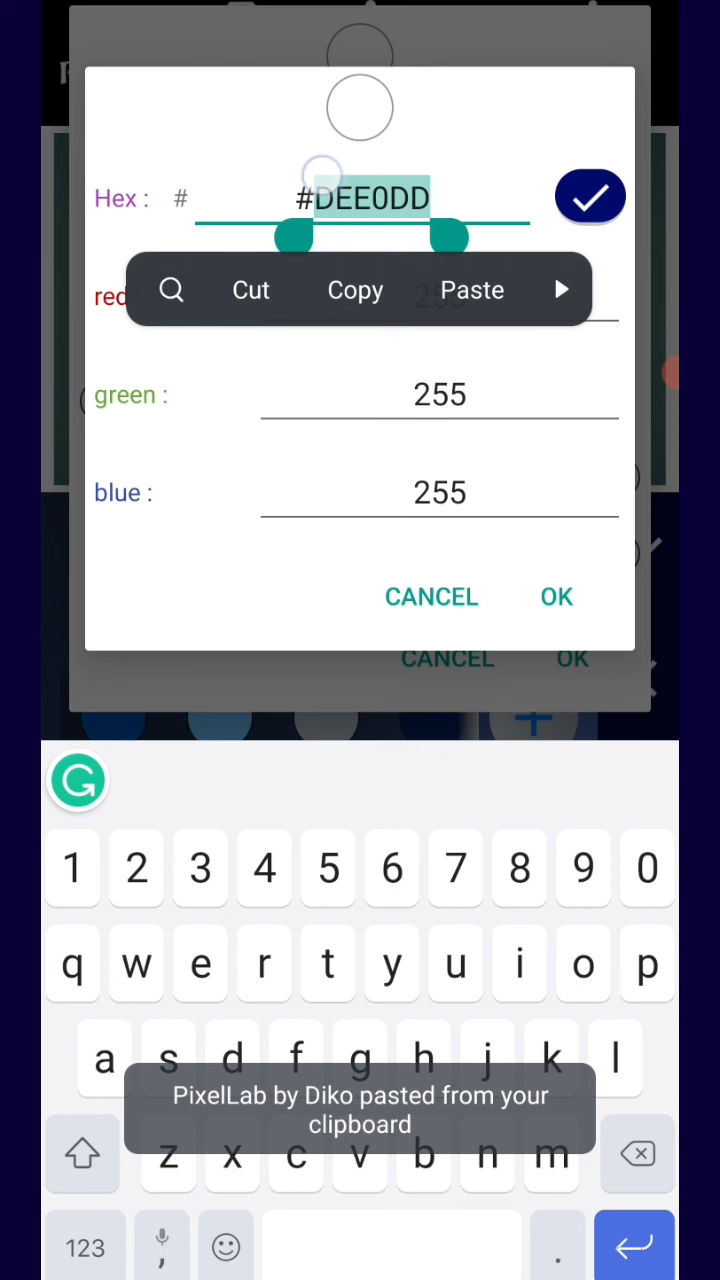 Hex : # #DEE0DD
Cut Copy Paste
red
green : 255
blue : 255
CANCEL OK
CANCEL OK
1 2 3 4 5 6 7 8 9 0
q w e r t y u i o p
a s d f g h j k l
PixelLab by Diko pasted from your
clipboard
z x c v b n m
123 , .